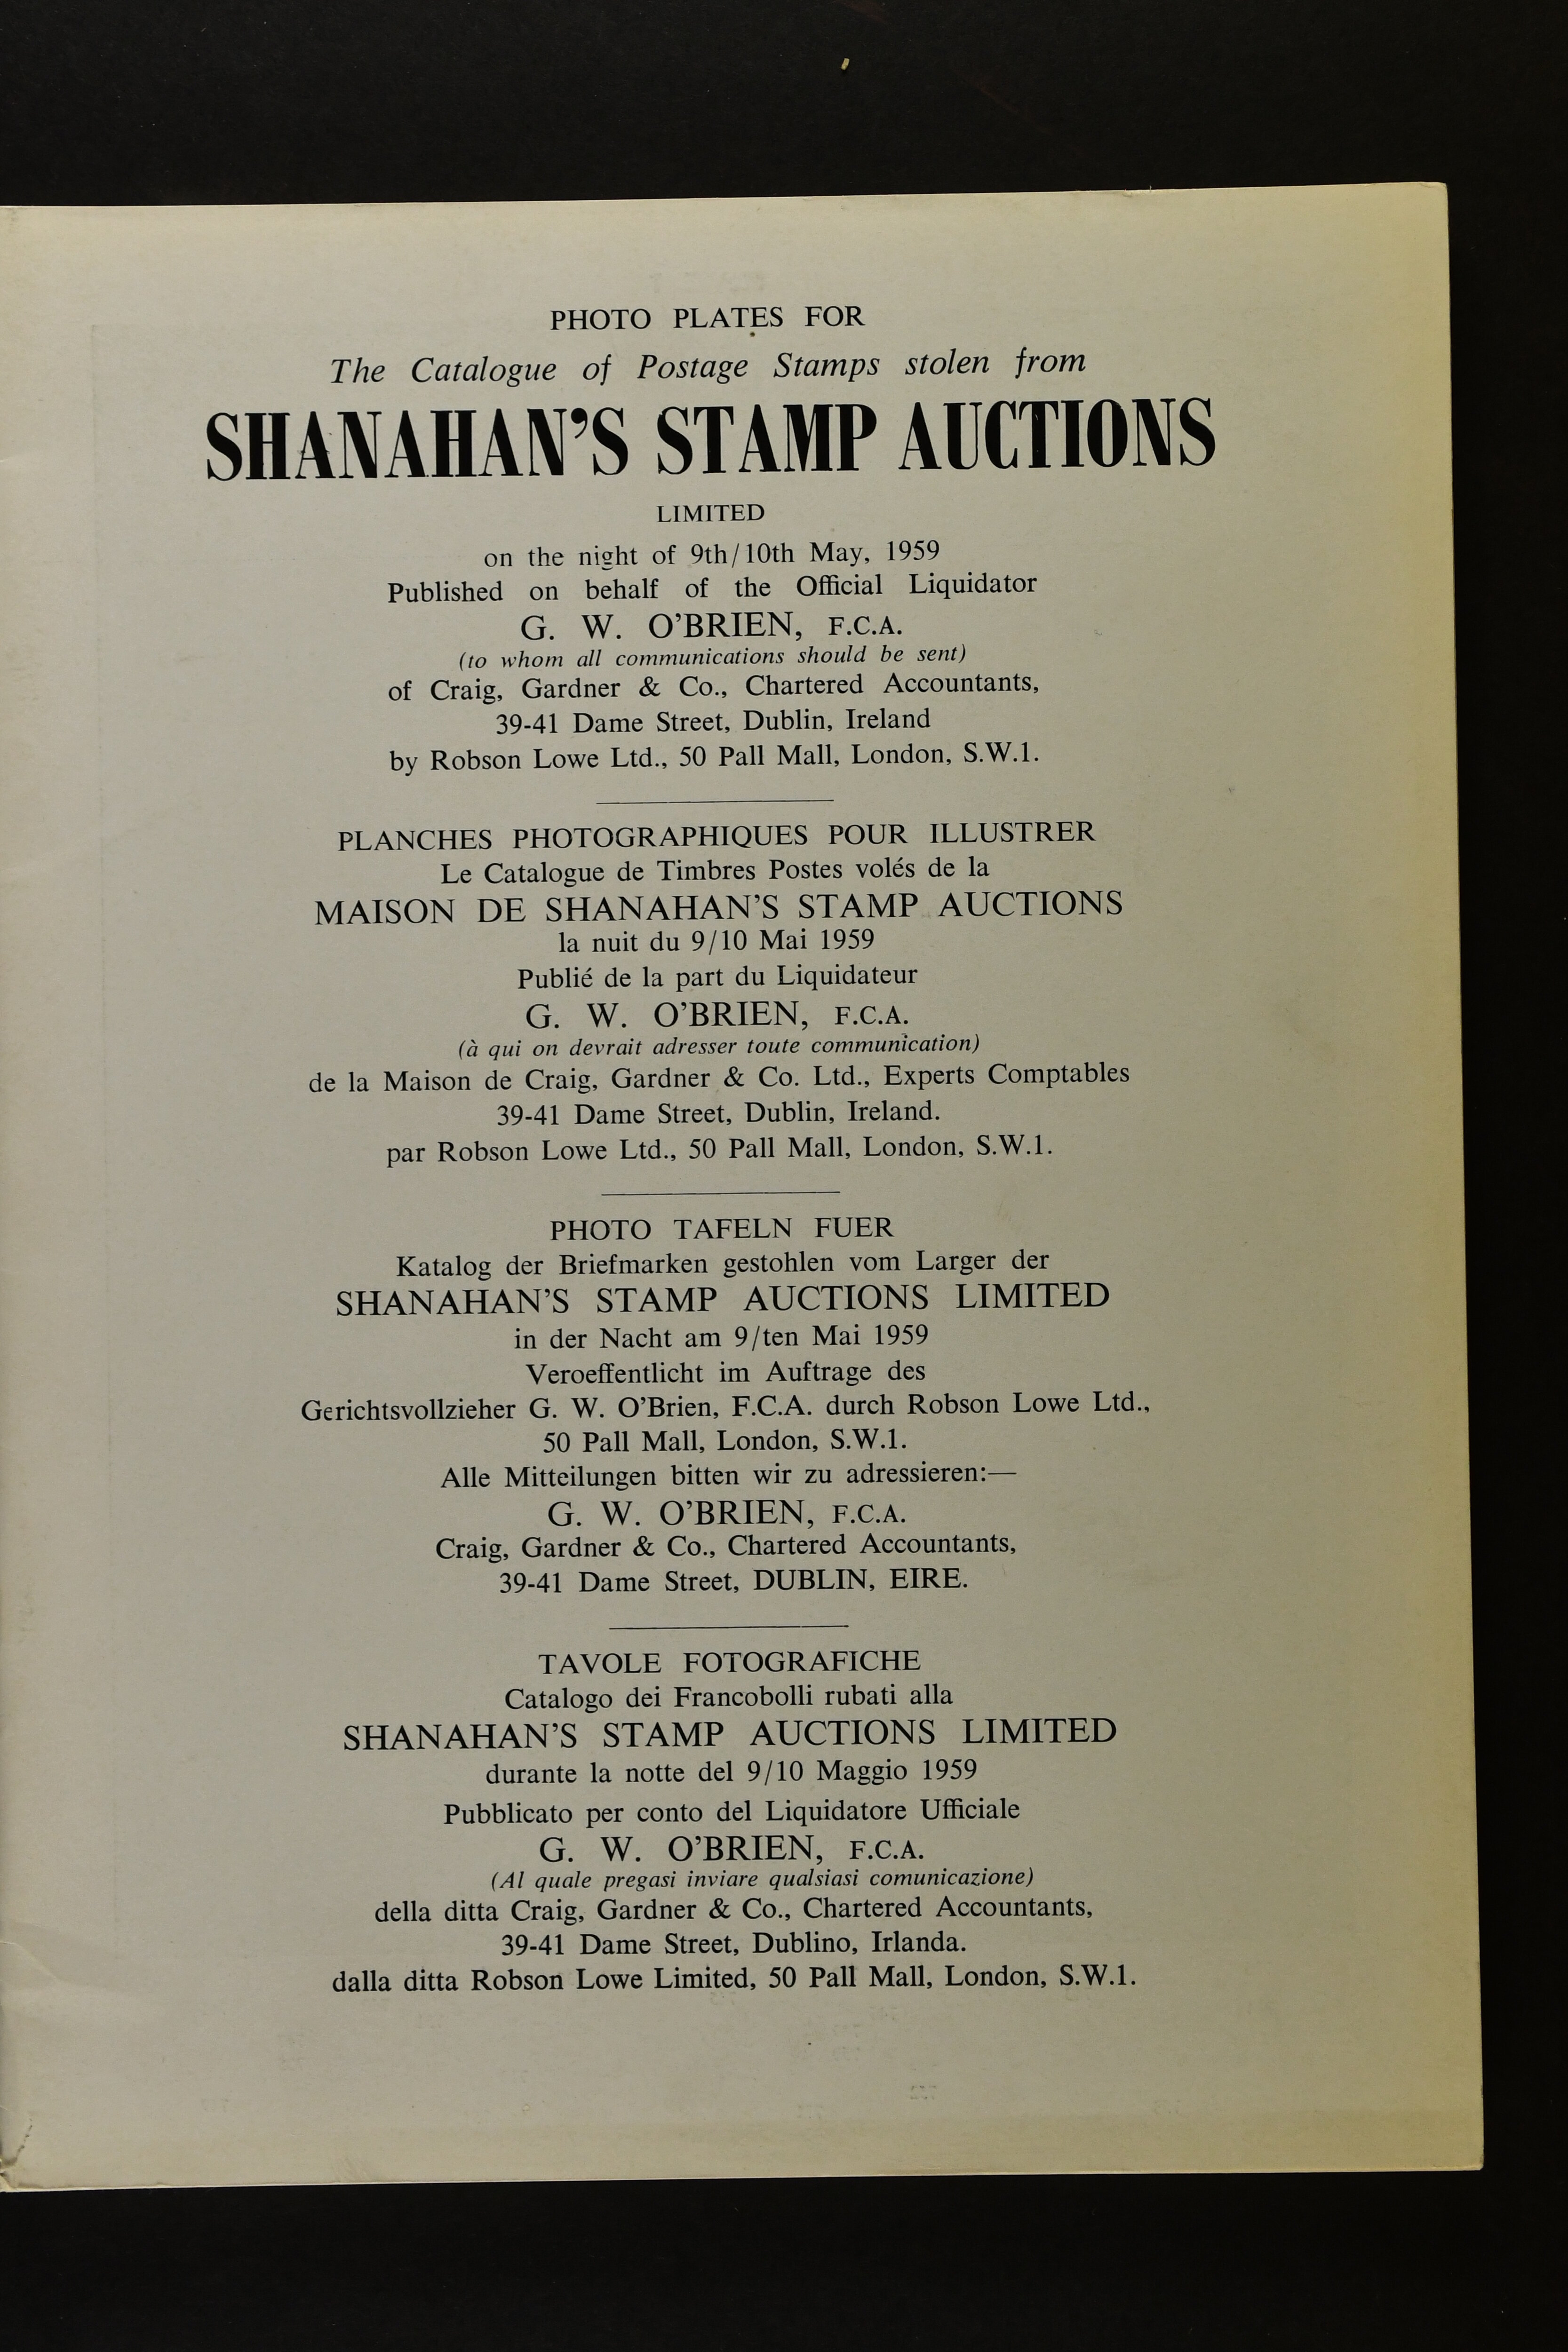 PHOTO PLATES FOR
The Catalogue of Postage Stamps stolen from
SHANAHAN'S STAMP AUCTIONS
LIMITED
on the night of 9th/10th May, 1959
Published on behalf of the Official Liquidator
G. W. O'BRIEN, F.C.A.
(to whom all communications should be sent)
of Craig, Gardner & Co., Chartered Accountants,
39-41 Dame Street, Dublin, Ireland
by Robson Lowe Ltd., 50 Pall Mall, London, S.W.1.
PLANCHES PHOTOGRAPHIQUES POUR ILLUSTRER
Le Catalogue de Timbres Postes volés de la
MAISON DE SHANAHAN'S STAMP AUCTIONS
la nuit du 9/10 Mai 1959
Publié de la part du Liquidateur
G. W. O'BRIEN, F.C.A.
(à qui on devrait adresser toute communication)
de la Maison de Craig, Gardner & Co. Ltd., Experts Comptables
39-41 Dame Street, Dublin, Ireland.
par Robson Lowe Ltd., 50 Pall Mall, London, S.W.1.
PHOTO TAFELN FUER
Katalog der Briefmarken gestohlen vom Larger der
SHANAHAN'S STAMP AUCTIONS LIMITED
in der Nacht am 9/ten Mai 1959
Veroeffentlicht im Auftrage des
Gerichtsvollzieher G. W. O'Brien, F.C.A. durch Robson Lowe Ltd.,
50 Pall Mall, London, S.W.1.
Alle Mitteilungen bitten wir zu adressieren:—
G. W. O'BRIEN, F.C.A.
Craig, Gardner & Co., Chartered Accountants,
39-41 Dame Street, DUBLIN, EIRE.
TAVOLE FOTOGRAFICHE
Catalogo dei Francobolli rubati alla
SHANAHAN'S STAMP AUCTIONS LIMITED
durante la notte del 9/10 Maggio 1959
Pubblicato per conto del Liquidatore Ufficiale
G. W. O'BRIEN, F.C.A.
(Al quale pregasi inviare qualsiasi comunicazione)
della ditta Craig, Gardner & Co., Chartered Accountants,
39-41 Dame Street, Dublino, Irlanda.
dalla ditta Robson Lowe Limited, 50 Pall Mall, London, S.W.1.